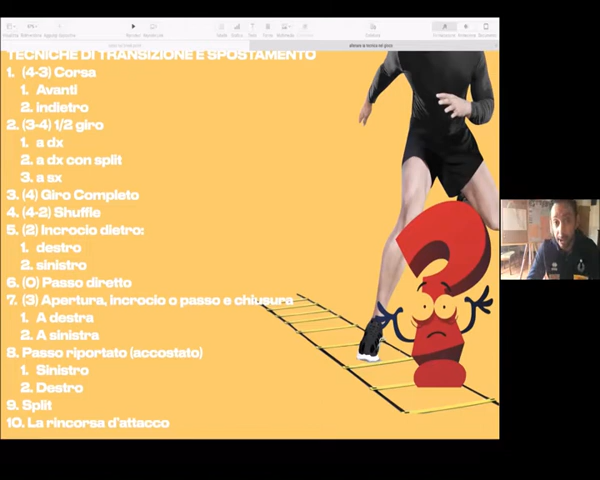 TECNICHE DI TRANSIZIONE E SPOSTAMENTO
1. (4-3) Corsa
1. Avanti
2. indietro
2. (3-4) 1/2 giro
1. a dx
2. a dx con split
3. a sx
3. (4) Giro Completo
4. (4-2) Shuffle
5. (2) Incrocio dietro:
1. destro
2. sinistro
6. (0) Passo diretto
7. (3) Apertura, incrocio o passo e chiusura
1. A destra
2. A sinistra
8. Passo riportato (accostato)
1. Sinistro
2. Destro
9. Split
10. La rincorsa d'attacco